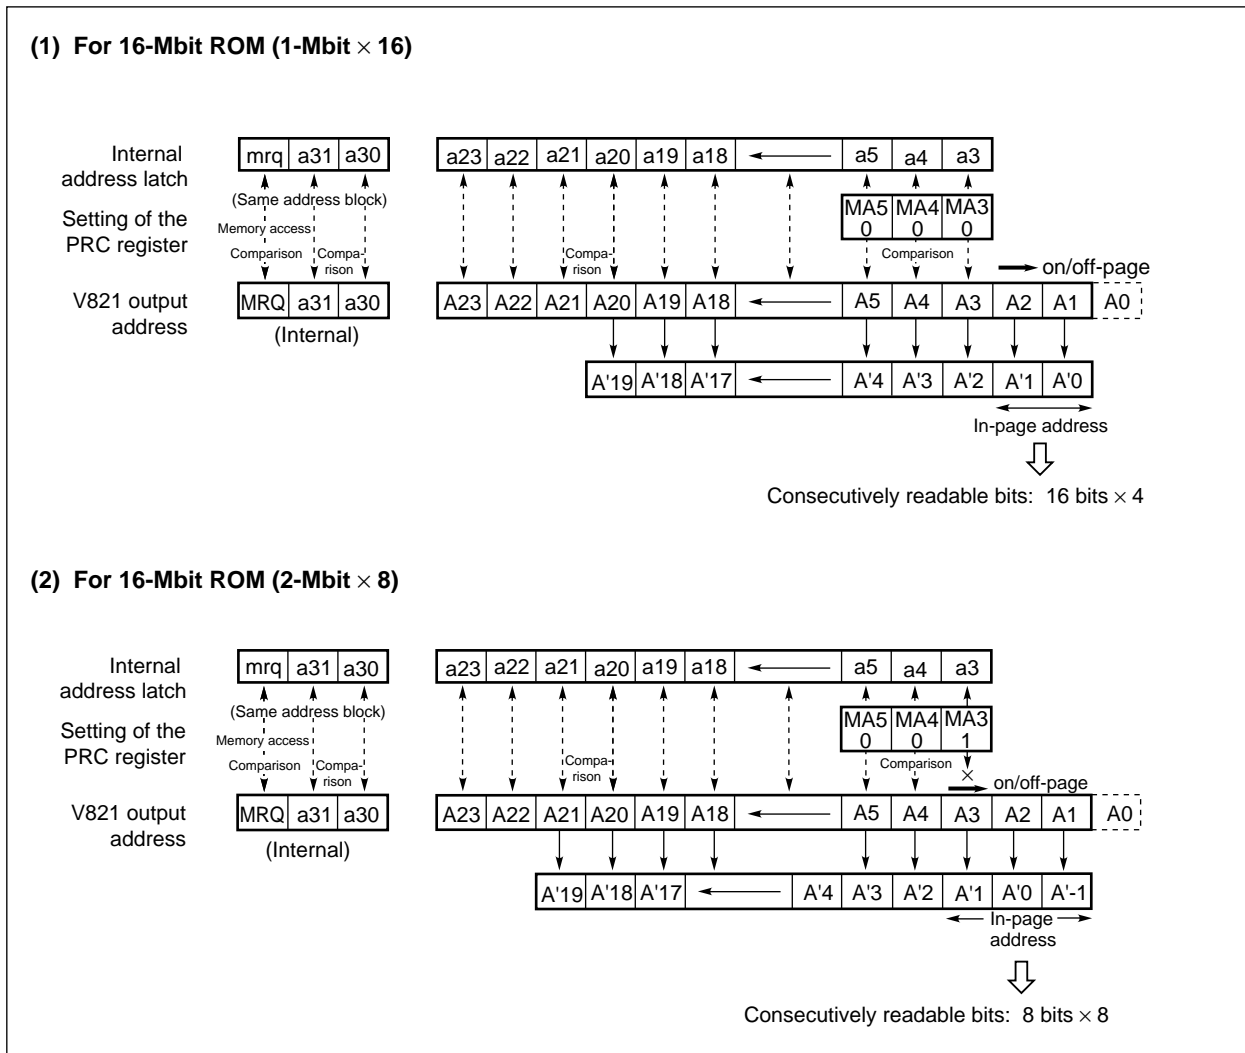 (1) For 16-Mbit ROM (1-Mbit × 16)
Internal address latch
mrq a31 a30
a23 a22 a21 a20 a19 a18 a5 a4 a3
(Same address block)
Setting of the PRC register
MA5 0 MA4 0 MA3 0
Memory access
Comparison
Compa-
rison
Compa-
rison
Comparison
on/off-page
V821 output address
MRQ a31 a30
A23 A22 A21 A20 A19 A18 A5 A4 A3 A2 A1 A0
(Internal)
A'19 A'18 A'17 A'4 A'3 A'2 A'1 A'0
In-page address
Consecutively readable bits: 16 bits × 4
(2) For 16-Mbit ROM (2-Mbit × 8)
Internal address latch
mrq a31 a30
a23 a22 a21 a20 a19 a18 a5 a4 a3
(Same address block)
Setting of the PRC register
MA5 0 MA4 0 MA3 1
Memory access
Comparison
Compa-
rison
Compa-
rison
Comparison
×
on/off-page
V821 output address
MRQ a31 a30
A23 A22 A21 A20 A19 A18 A5 A4 A3 A2 A1 A0
(Internal)
A'19 A'18 A'17 A'4 A'3 A'2 A'1 A'0 A'-1
In-page
address
Consecutively readable bits: 8 bits × 8